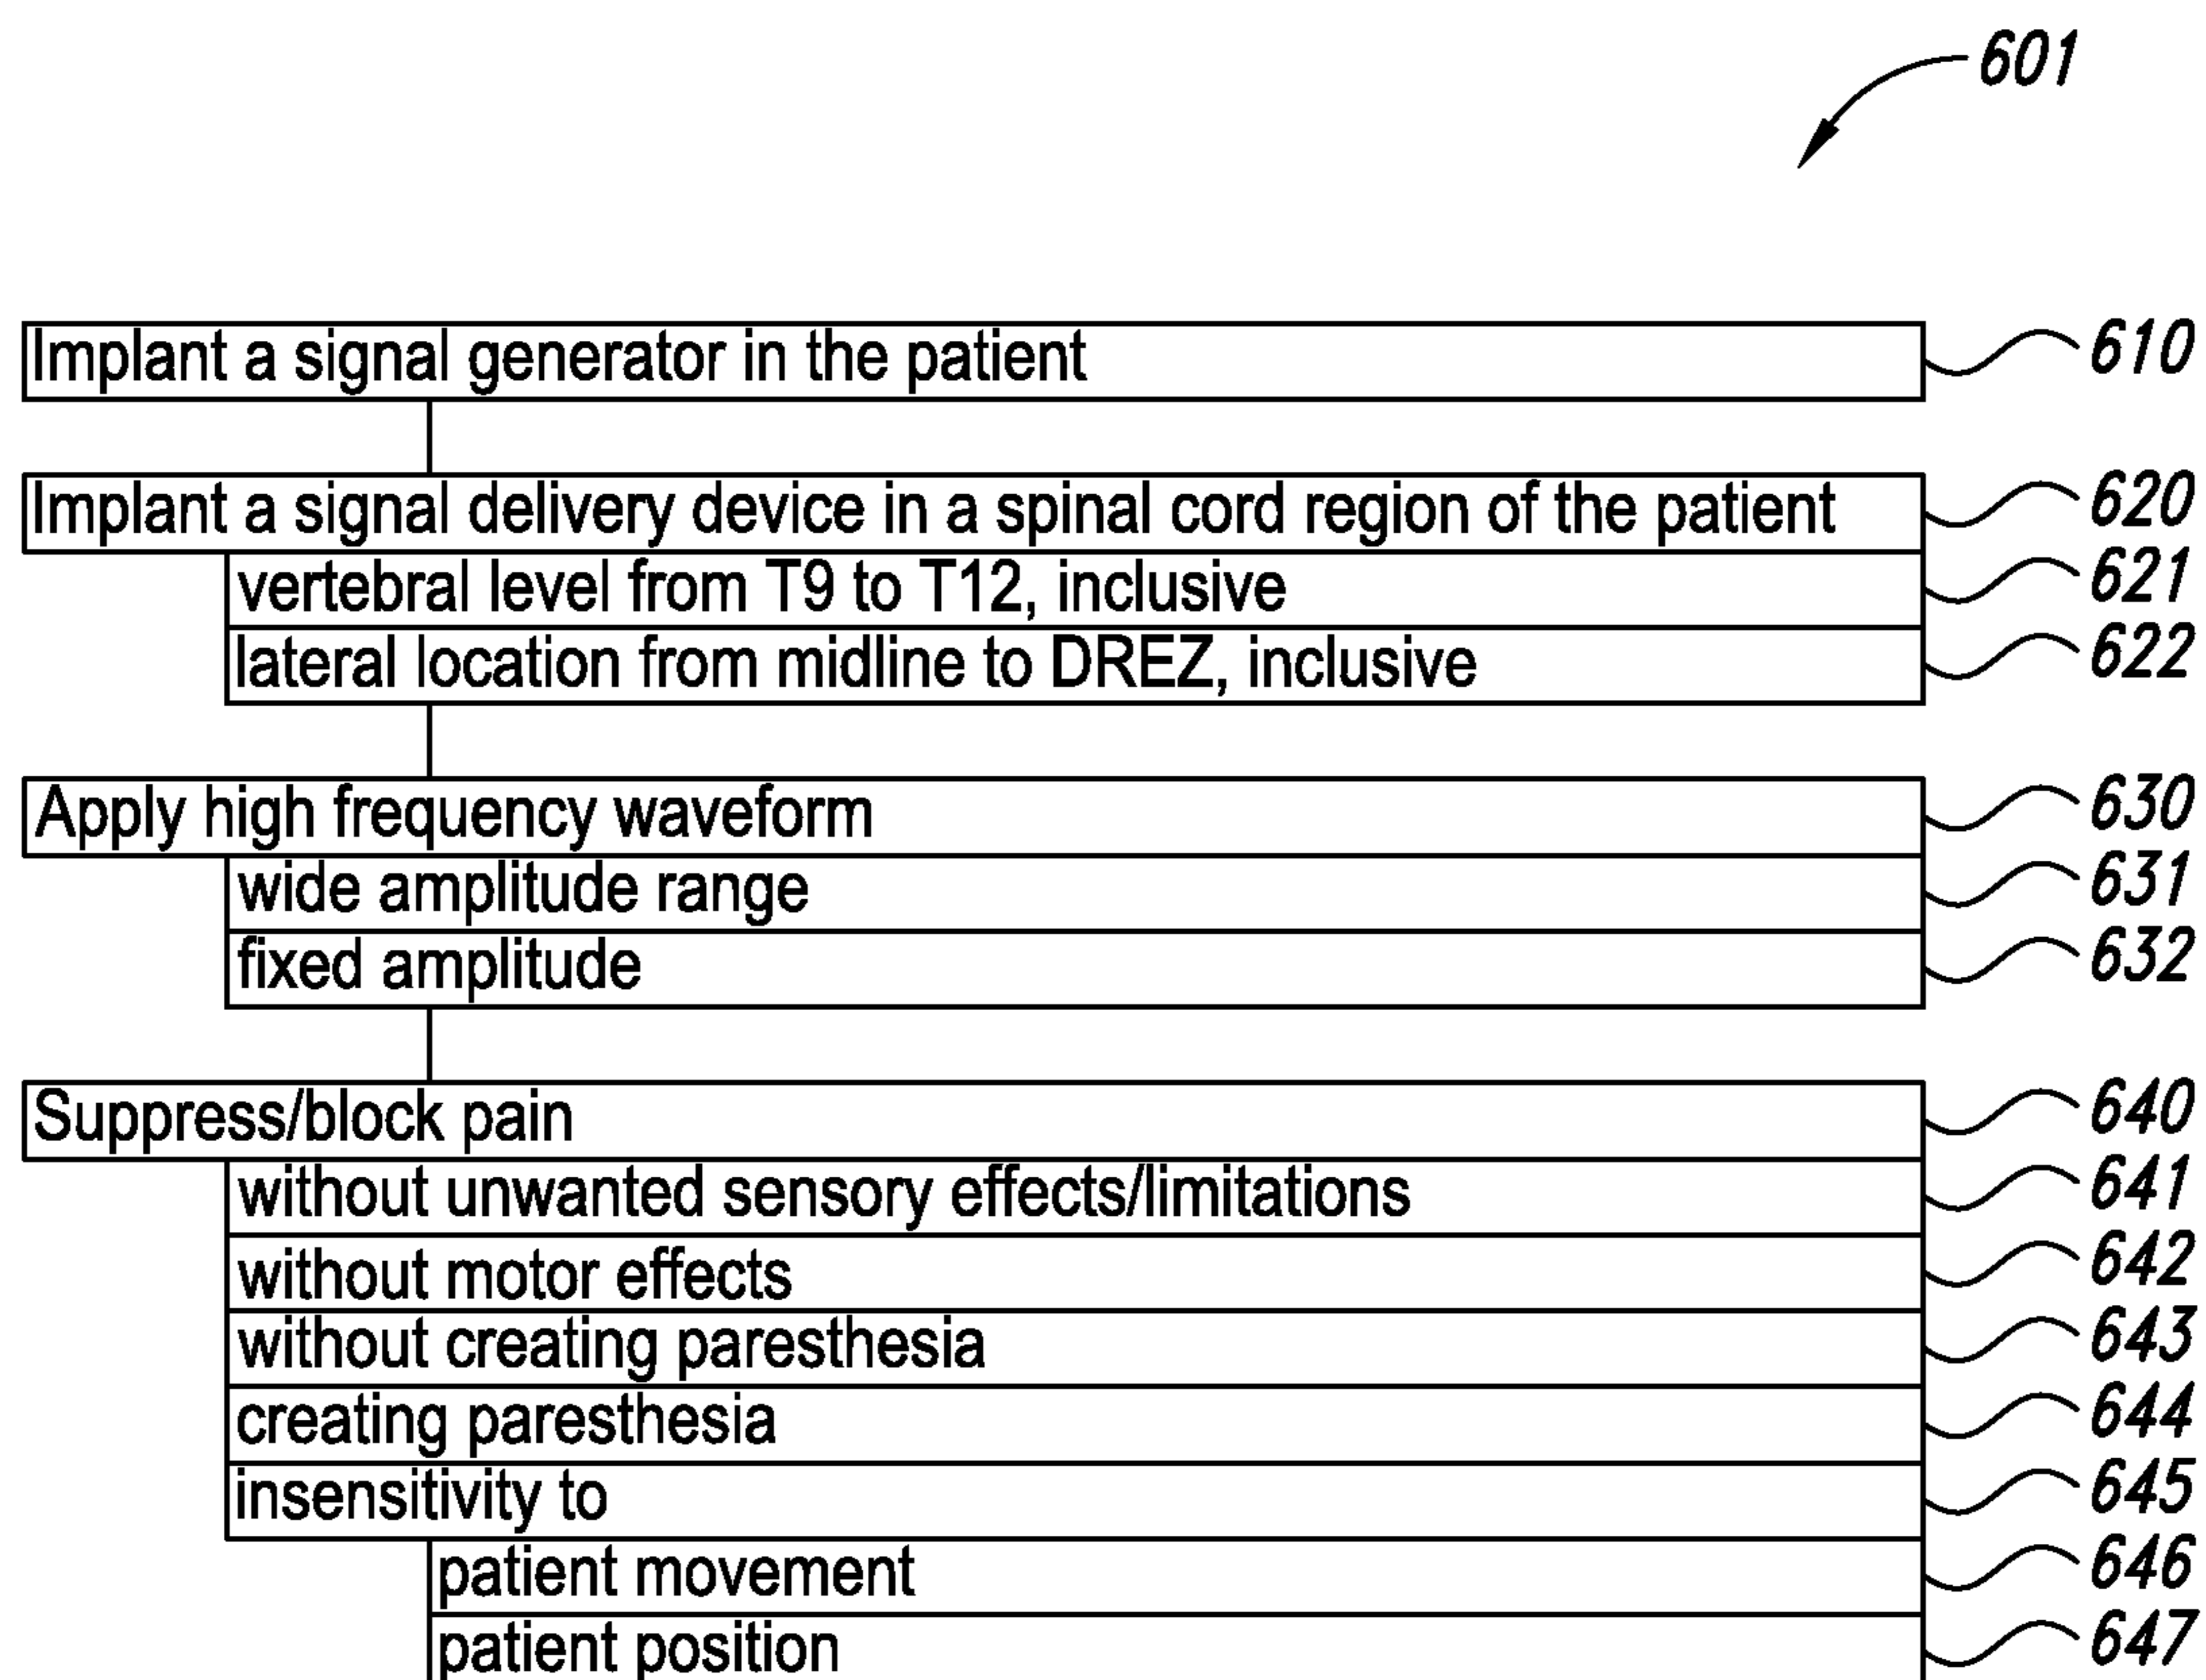 601
Implant a signal generator in the patient 610
Implant a signal delivery device in a spinal cord region of the patient 620
vertebral level from T9 to T12, inclusive 621
lateral location from midline to DREZ, inclusive 622
Apply high frequency waveform 630
wide amplitude range 631
fixed amplitude 632
Suppress/block pain 640
without unwanted sensory effects/limitations 641
without motor effects 642
without creating paresthesia 643
creating paresthesia 644
insensitivity to 645
patient movement 646
patient position 647